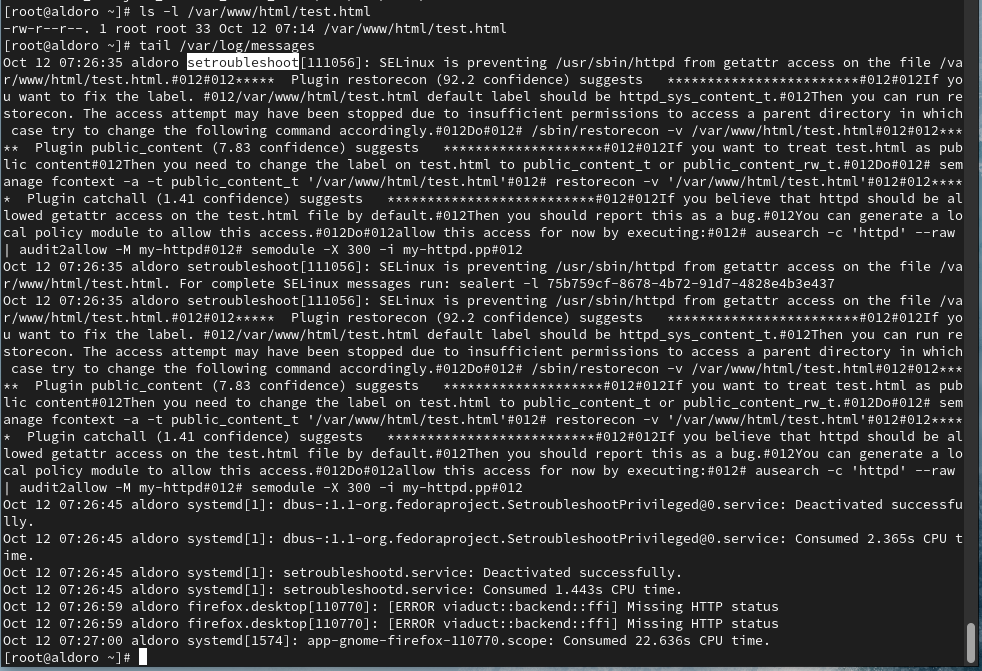 [root@aldoro ~]# ls -l /var/www/html/test.html
-rw-r--r--. 1 root root 33 Oct 12 07:14 /var/www/html/test.html
[root@aldoro ~]# tail /var/log/messages
Oct 12 07:26:35 aldoro setroubleshoot[111056]: SELinux is preventing /usr/sbin/httpd from getattr access on the file /va
r/www/html/test.html.#012#012*****  Plugin restorecon (92.2 confidence) suggests   ************************#012#012If yo
u want to fix the label. #012/var/www/html/test.html default label should be httpd_sys_content_t.#012Then you can run re
storecon. The access attempt may have been stopped due to insufficient permissions to access a parent directory in which
 case try to change the following command accordingly.#012Do#012# /sbin/restorecon -v /var/www/html/test.html#012#012***
**  Plugin public_content (7.83 confidence) suggests   ********************#012#012If you want to treat test.html as pub
lic content#012Then you need to change the label on test.html to public_content_t or public_content_rw_t.#012Do#012# sem
anage fcontext -a -t public_content_t '/var/www/html/test.html'#012# restorecon -v '/var/www/html/test.html'#012#012****
*  Plugin catchall (1.41 confidence) suggests   **************************#012#012If you believe that httpd should be al
lowed getattr access on the test.html file by default.#012Then you should report this as a bug.#012You can generate a lo
cal policy module to allow this access.#012Do#012allow this access for now by executing:#012# ausearch -c 'httpd' --raw
| audit2allow -M my-httpd#012# semodule -X 300 -i my-httpd.pp#012
Oct 12 07:26:35 aldoro setroubleshoot[111056]: SELinux is preventing /usr/sbin/httpd from getattr access on the file /va
r/www/html/test.html. For complete SELinux messages run: sealert -l 75b759cf-8678-4b72-91d7-4828e4b3e437
Oct 12 07:26:35 aldoro setroubleshoot[111056]: SELinux is preventing /usr/sbin/httpd from getattr access on the file /va
r/www/html/test.html.#012#012*****  Plugin restorecon (92.2 confidence) suggests   ************************#012#012If yo
u want to fix the label. #012/var/www/html/test.html default label should be httpd_sys_content_t.#012Then you can run re
storecon. The access attempt may have been stopped due to insufficient permissions to access a parent directory in which
 case try to change the following command accordingly.#012Do#012# /sbin/restorecon -v /var/www/html/test.html#012#012***
**  Plugin public_content (7.83 confidence) suggests   ********************#012#012If you want to treat test.html as pub
lic content#012Then you need to change the label on test.html to public_content_t or public_content_rw_t.#012Do#012# sem
anage fcontext -a -t public_content_t '/var/www/html/test.html'#012# restorecon -v '/var/www/html/test.html'#012#012****
*  Plugin catchall (1.41 confidence) suggests   **************************#012#012If you believe that httpd should be al
lowed getattr access on the test.html file by default.#012Then you should report this as a bug.#012You can generate a lo
cal policy module to allow this access.#012Do#012allow this access for now by executing:#012# ausearch -c 'httpd' --raw
| audit2allow -M my-httpd#012# semodule -X 300 -i my-httpd.pp#012
Oct 12 07:26:45 aldoro systemd[1]: dbus-:1.1-org.fedoraproject.SetroubleshootPrivileged@0.service: Deactivated successfu
lly.
Oct 12 07:26:45 aldoro systemd[1]: dbus-:1.1-org.fedoraproject.SetroubleshootPrivileged@0.service: Consumed 2.365s CPU t
ime.
Oct 12 07:26:45 aldoro systemd[1]: setroubleshootd.service: Deactivated successfully.
Oct 12 07:26:45 aldoro systemd[1]: setroubleshootd.service: Consumed 1.443s CPU time.
Oct 12 07:26:59 aldoro firefox.desktop[110770]: [ERROR viaduct::backend::ffi] Missing HTTP status
Oct 12 07:26:59 aldoro firefox.desktop[110770]: [ERROR viaduct::backend::ffi] Missing HTTP status
Oct 12 07:27:00 aldoro systemd[1574]: app-gnome-firefox-110770.scope: Consumed 22.636s CPU time.
[root@aldoro ~]#